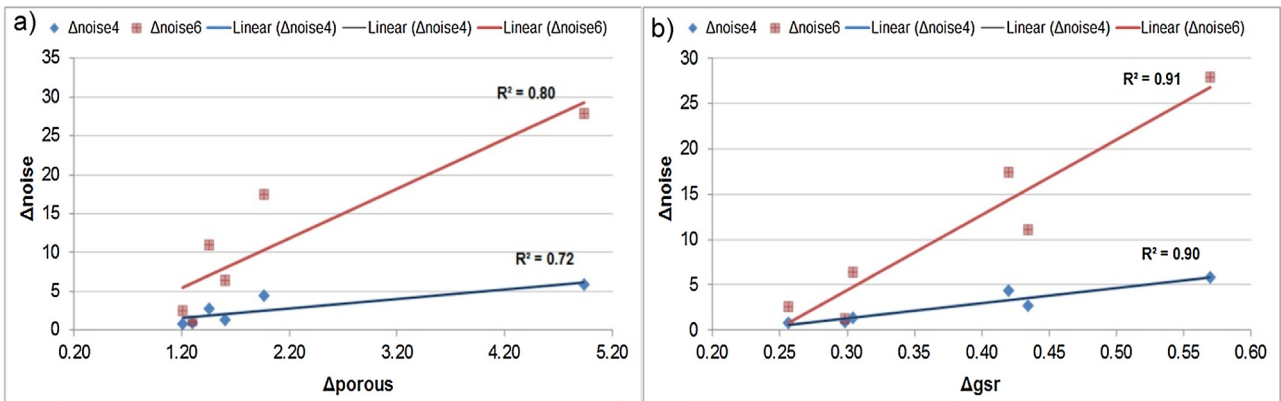 a) Δnoise4 Δnoise6 Linear (Δnoise4) Linear (Δnoise4) Linear (Δnoise6)
35
30
25
20
15
10
5
0
Δnoise
R² = 0.80
R² = 0.72
0.20 1.20 2.20 3.20 4.20 5.20
Δporous
b) Δnoise4 Δnoise6 Linear (Δnoise4) Linear (Δnoise4) Linear (Δnoise6)
30
25
20
15
10
5
0
Δnoise
R² = 0.91
R² = 0.90
0.20 0.25 0.30 0.35 0.40 0.45 0.50 0.55 0.60
Δgsr